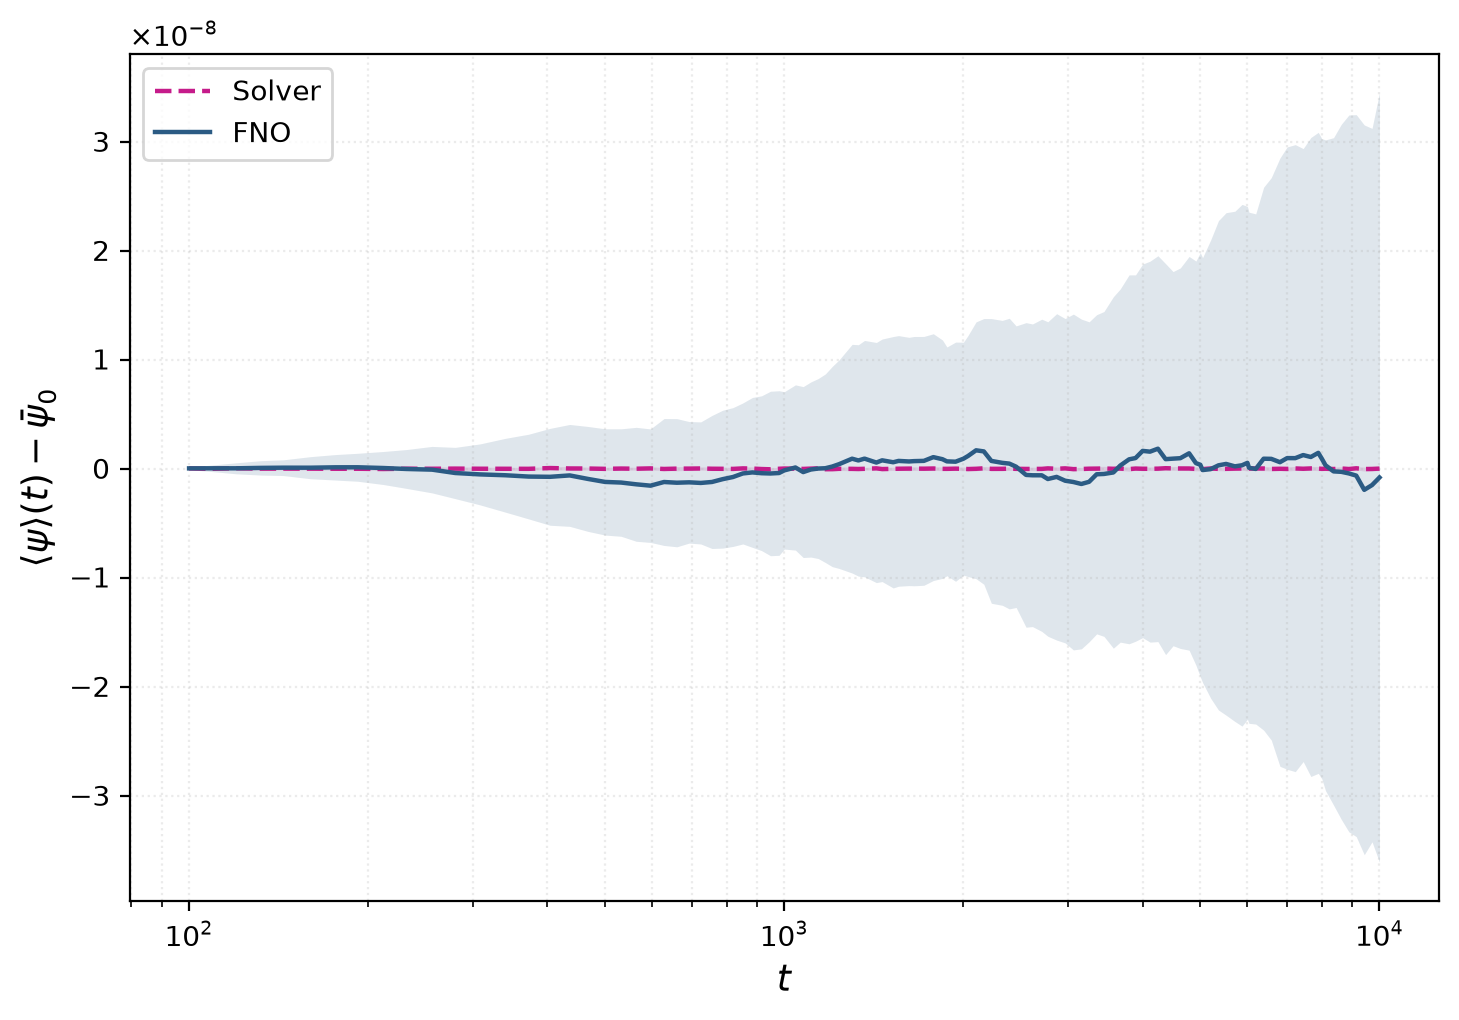 ×10⁻⁸
Solver
FNO
3
2
1
0
−1
−2
−3
⟨ψ⟩(t) − ψ̄₀
10² 10³ 10⁴
t